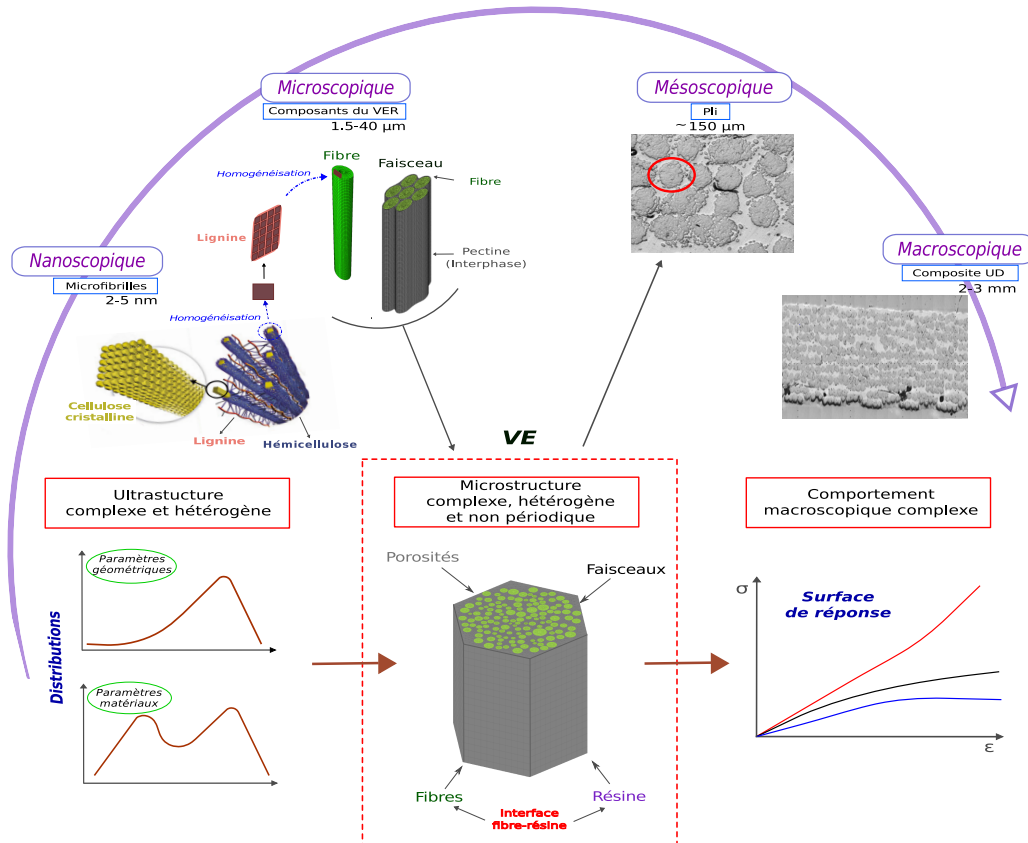 Microscopique
Composants du VER
1.5-40 µm
Mésoscopique
Pli
~150 µm
Nanoscopique
Microfibrilles
2-5 nm
Macroscopique
Composite UD
2-3 mm
Fibre
Faisceau
Homogénéisation
Fibre
Lignine
Pectine
(Interphase)
Homogénéisation
Cellulose
cristalline
Lignine
Hémicellulose
VE
Ultrastucture
complexe et hétérogène
Microstructure
complexe, hétérogène
et non périodique
Comportement
macroscopique complexe
Distributions
Paramètres
géométriques
Paramètres
matériaux
Porosités
Faisceaux
Fibres
Résine
Interface
fibre-résine
σ
Surface
de réponse
ε